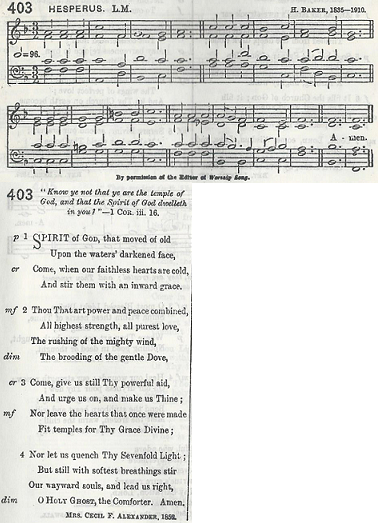 403 HESPERUS. L.M. H. BAKER, 1835–1910.
=96.
A - men.
By permission of the Editor of Worship Song.
403
"Know ye not that ye are the temple of
God, and that the Spirit of God dwelleth
in you?"—1 COR. iii. 16.
p 1 SPIRIT of GOD, that moved of old
Upon the waters' darkened face,
cr Come, when our faithless hearts are cold,
And stir them with an inward grace.
mf 2 Thou That art power and peace combined,
All highest strength, all purest love,
The rushing of the mighty wind,
dim The brooding of the gentle Dove,
cr 3 Come, give us still Thy powerful aid,
And urge us on, and make us Thine;
mf Nor leave the hearts that once were made
Fit temples for Thy Grace Divine;
4 Nor let us quench Thy Sevenfold Light;
But still with softest breathings stir
Our wayward souls, and lead us right,
dim O HOLY GHOST, the Comforter. Amen.
MRS. CECIL F. ALEXANDER, 1852.